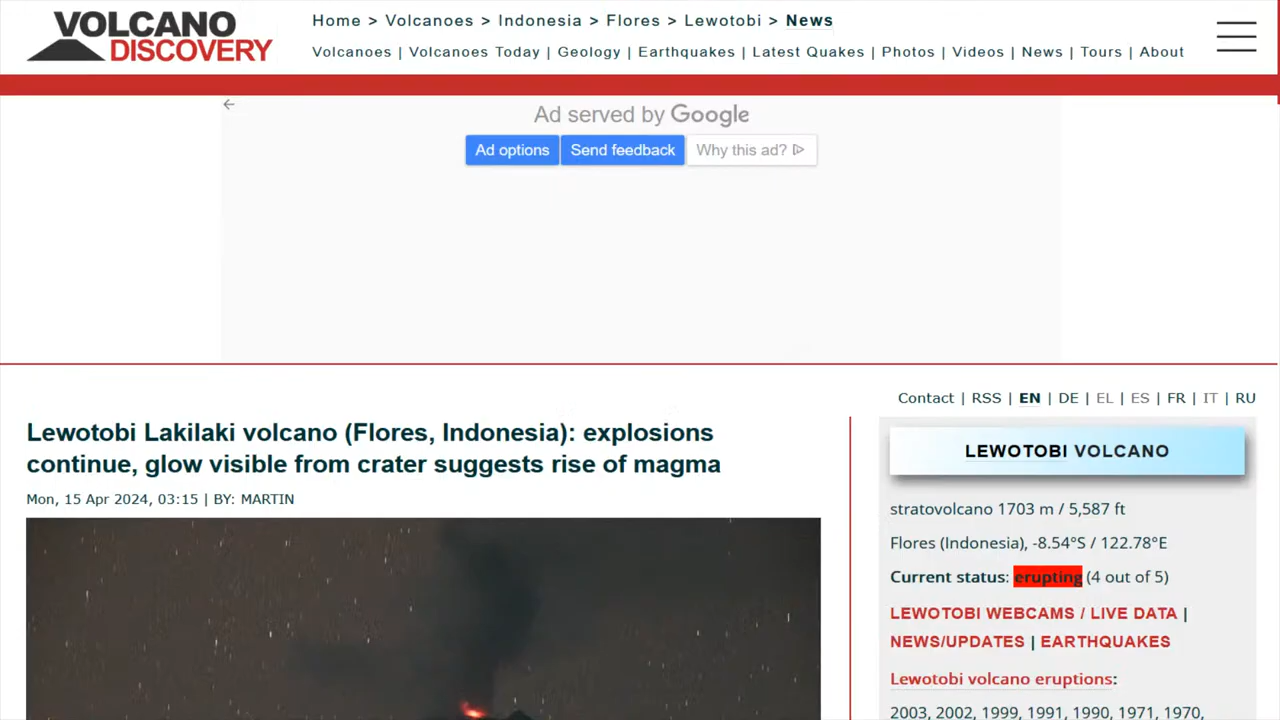 VOLCANO
DISCOVERY
Home > Volcanoes > Indonesia > Flores > Lewotobi > News
Volcanoes | Volcanoes Today | Geology | Earthquakes | Latest Quakes | Photos | Videos | News | Tours | About
Ad served by Google
Ad options Send feedback Why this ad?
Contact | RSS | EN | DE | EL | ES | FR | IT | RU
Lewotobi Lakilaki volcano (Flores, Indonesia): explosions
continue, glow visible from crater suggests rise of magma
Mon, 15 Apr 2024, 03:15 | BY: MARTIN
LEWOTOBI VOLCANO
stratovolcano 1703 m / 5,587 ft
Flores (Indonesia), -8.54°S / 122.78°E
Current status: erupting (4 out of 5)
LEWOTOBI WEBCAMS / LIVE DATA |
NEWS/UPDATES | EARTHQUAKES
Lewotobi volcano eruptions:
2003, 2002, 1999, 1991, 1990, 1971, 1970,